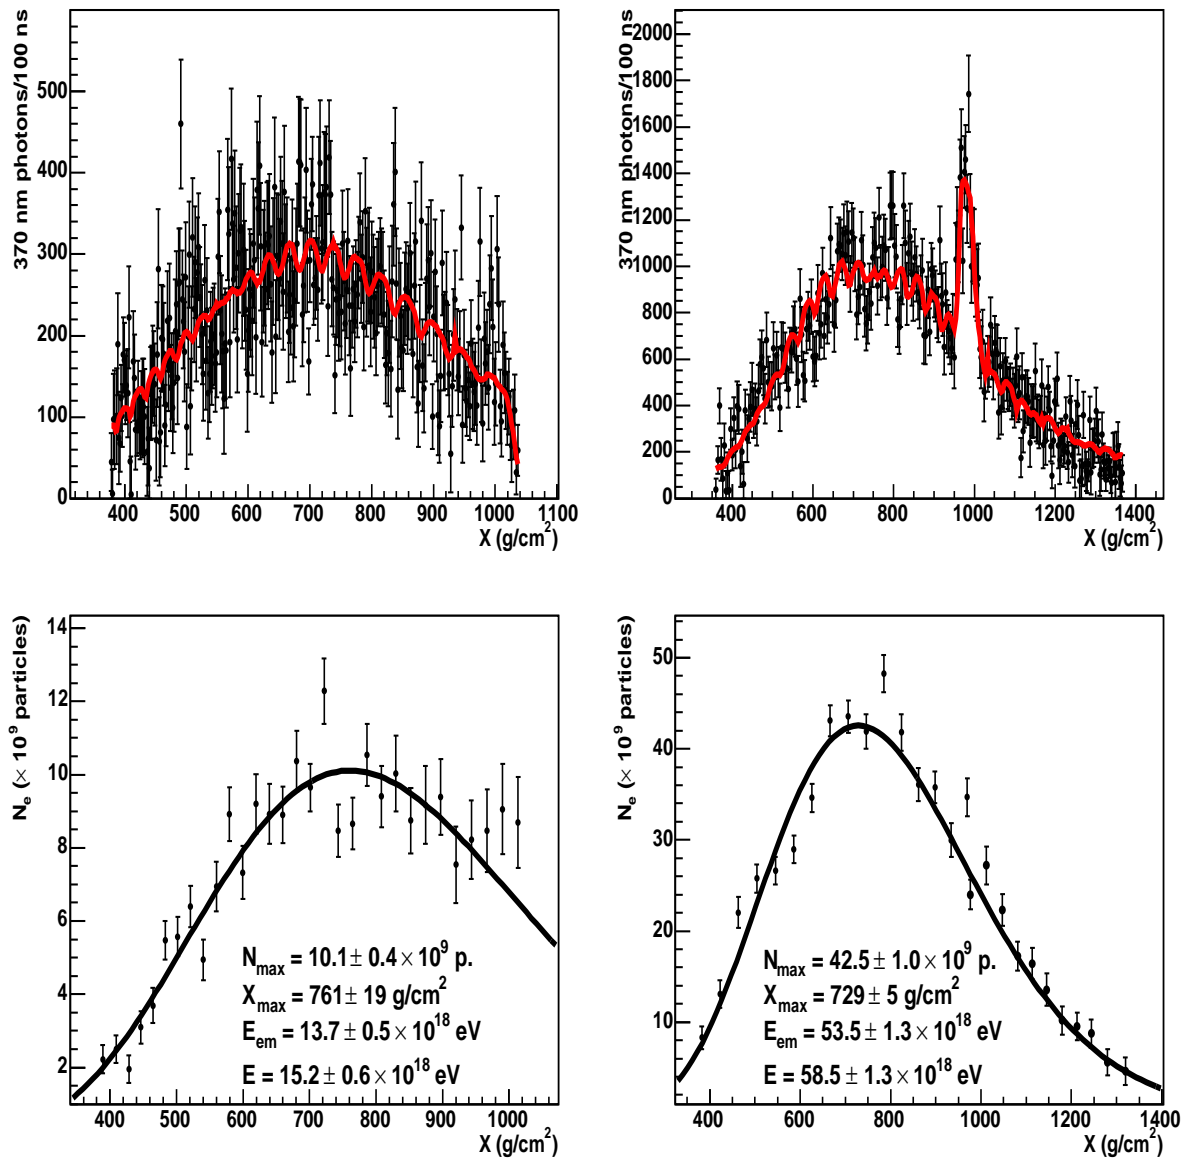 370 nm photons/100 ns
500
400
300
200
100
0
400 500 600 700 800 900 1000 1100
X (g/cm²)
370 nm photons/100 ns
2000
1800
1600
1400
1200
1000
800
600
400
200
0
400 600 800 1000 1200 1400
X (g/cm²)
Nₑ (× 10⁹ particles)
14
12
10
8
6
4
2
N_max = 10.1 ± 0.4 × 10⁹ p.
X_max = 761 ± 19 g/cm²
E_em = 13.7 ± 0.5 × 10¹⁸ eV
E = 15.2 ± 0.6 × 10¹⁸ eV
400 500 600 700 800 900 1000
X (g/cm²)
Nₑ (× 10⁹ particles)
50
40
30
20
10
N_max = 42.5 ± 1.0 × 10⁹ p.
X_max = 729 ± 5 g/cm²
E_em = 53.5 ± 1.3 × 10¹⁸ eV
E = 58.5 ± 1.3 × 10¹⁸ eV
400 600 800 1000 1200 1400
X (g/cm²)